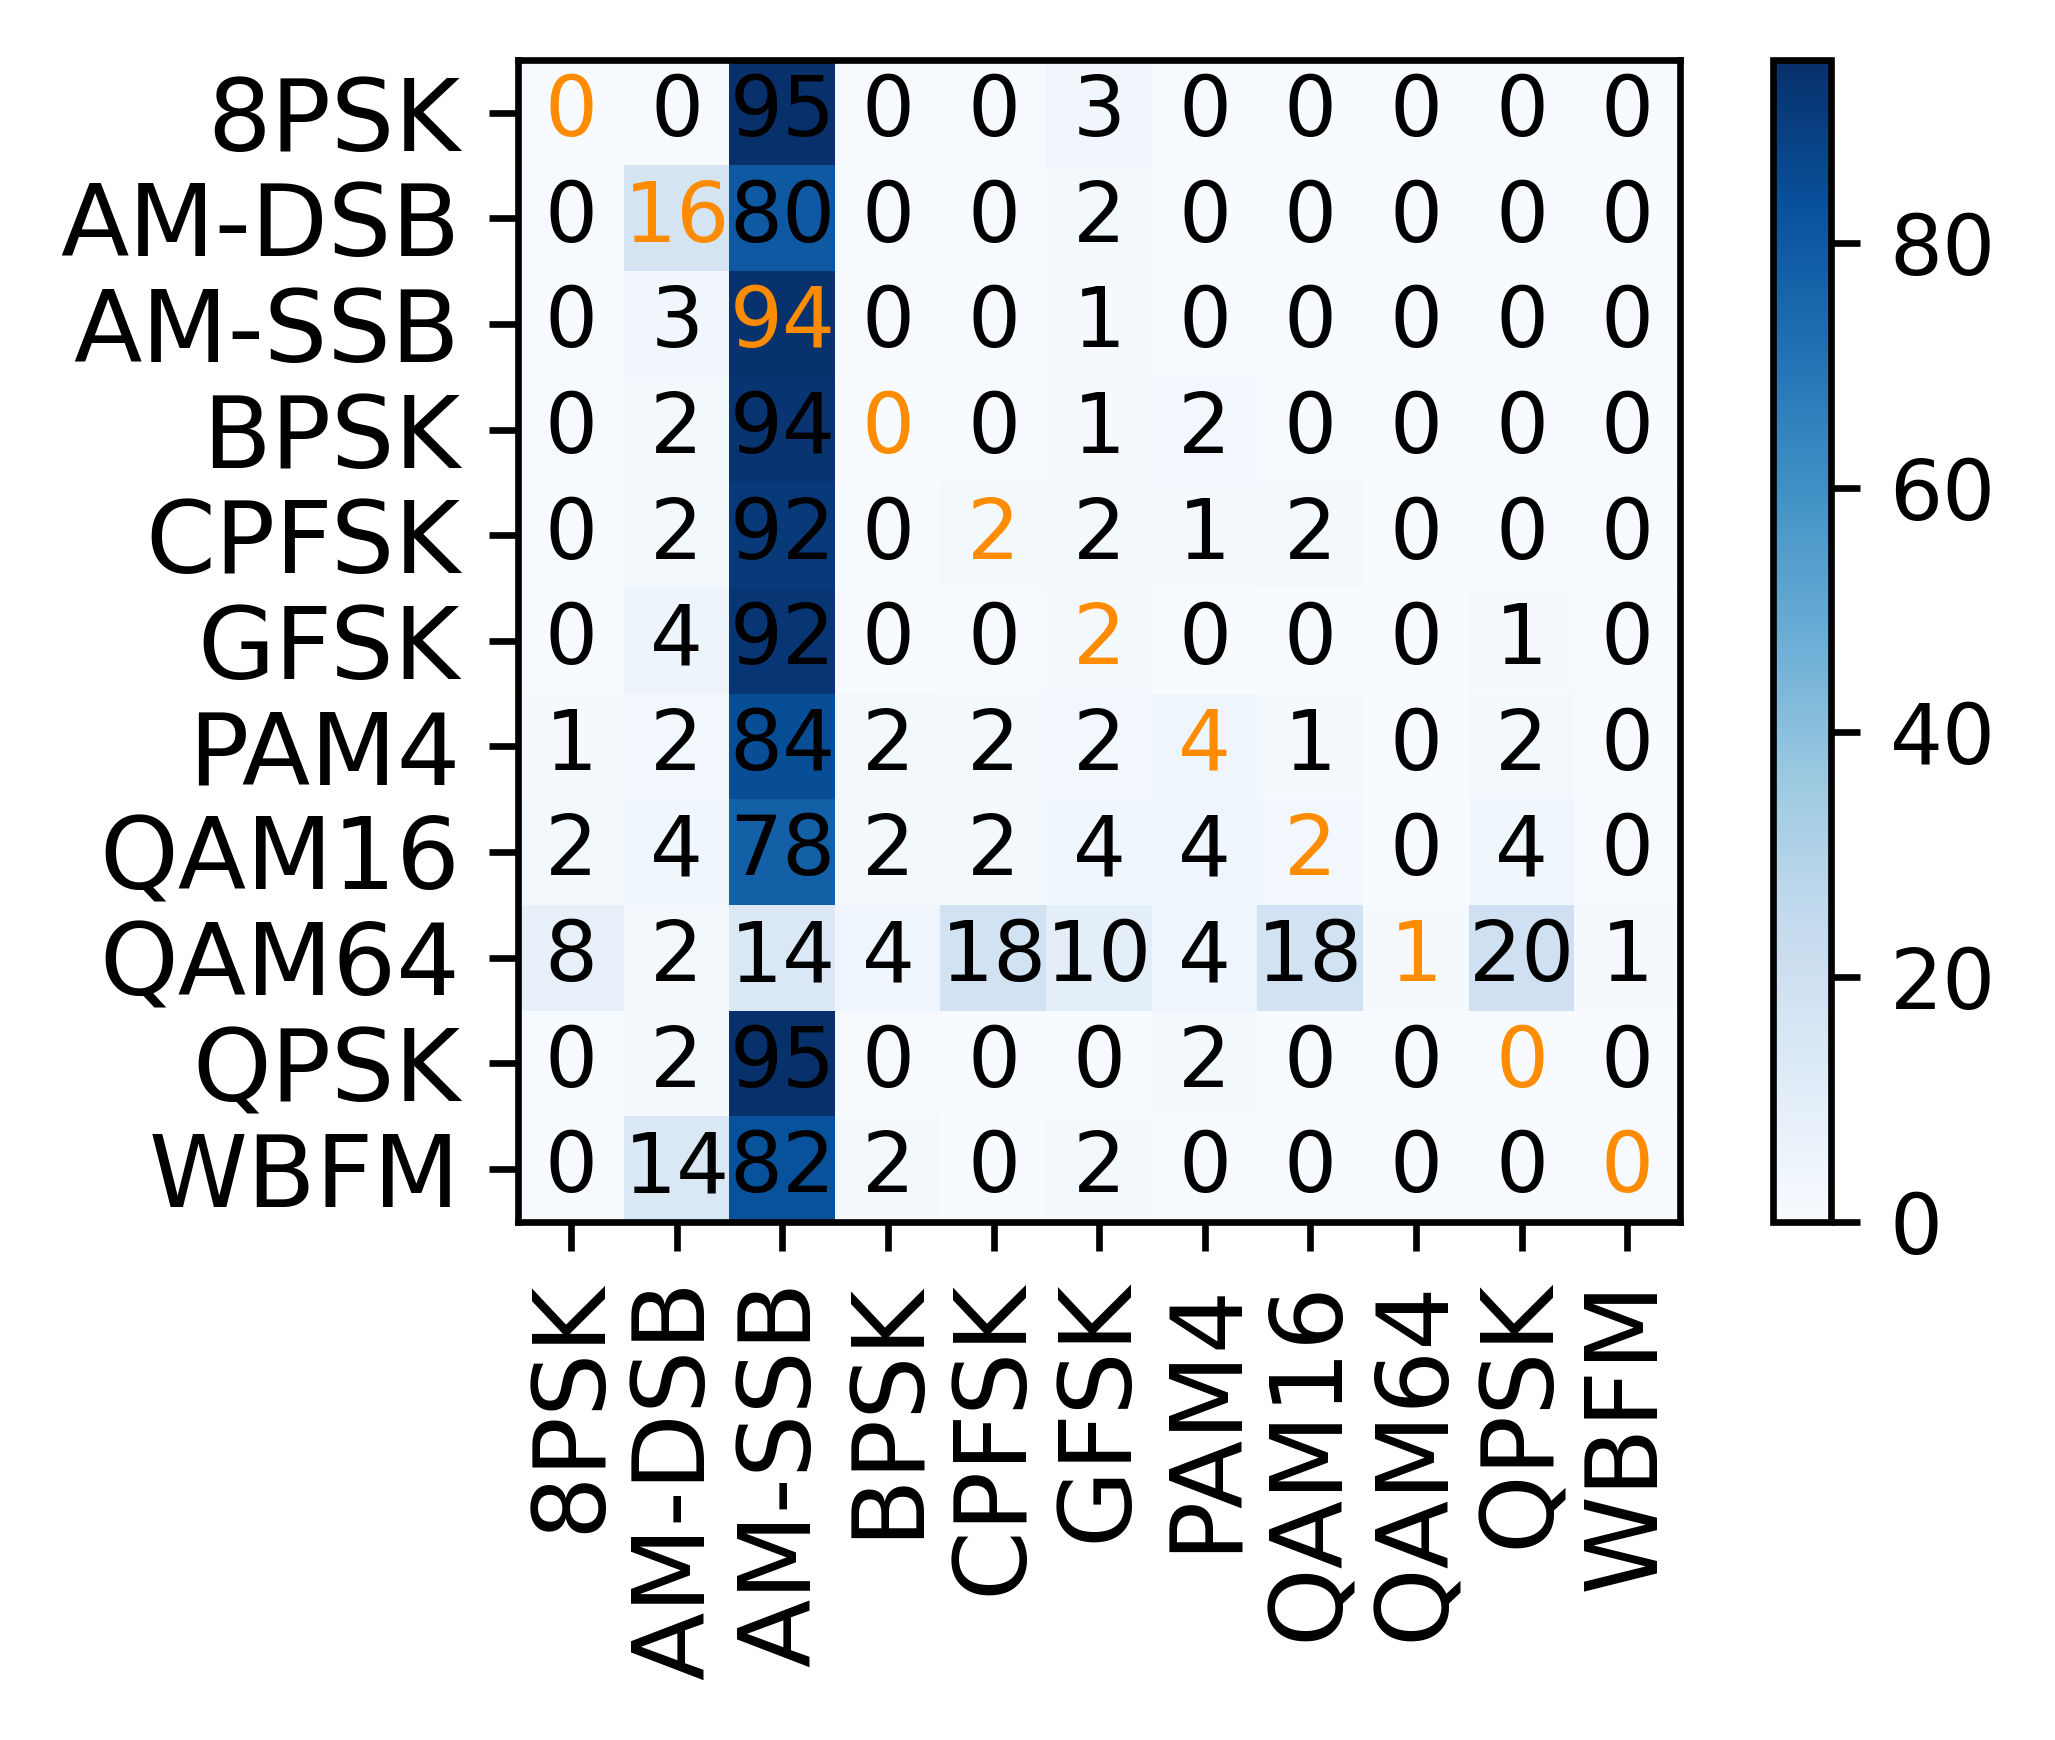 8PSK 0 0 95 0 0 3 0 0 0 0 0
AM-DSB 0 16 80 0 0 2 0 0 0 0 0
AM-SSB 0 3 94 0 0 1 0 0 0 0 0
BPSK 0 2 94 0 0 1 2 0 0 0 0
CPFSK 0 2 92 0 2 2 1 2 0 0 0
GFSK 0 4 92 0 0 2 0 0 0 1 0
PAM4 1 2 84 2 2 2 4 1 0 2 0
QAM16 2 4 78 2 2 4 4 2 0 4 0
QAM64 8 2 14 4 18 10 4 18 1 20 1
QPSK 0 2 95 0 0 0 2 0 0 0 0
WBFM 0 14 82 2 0 2 0 0 0 0 0
8PSK
AM-DSB
AM-SSB
BPSK
CPFSK
GFSK
PAM4
QAM16
QAM64
QPSK
WBFM
80
60
40
20
0